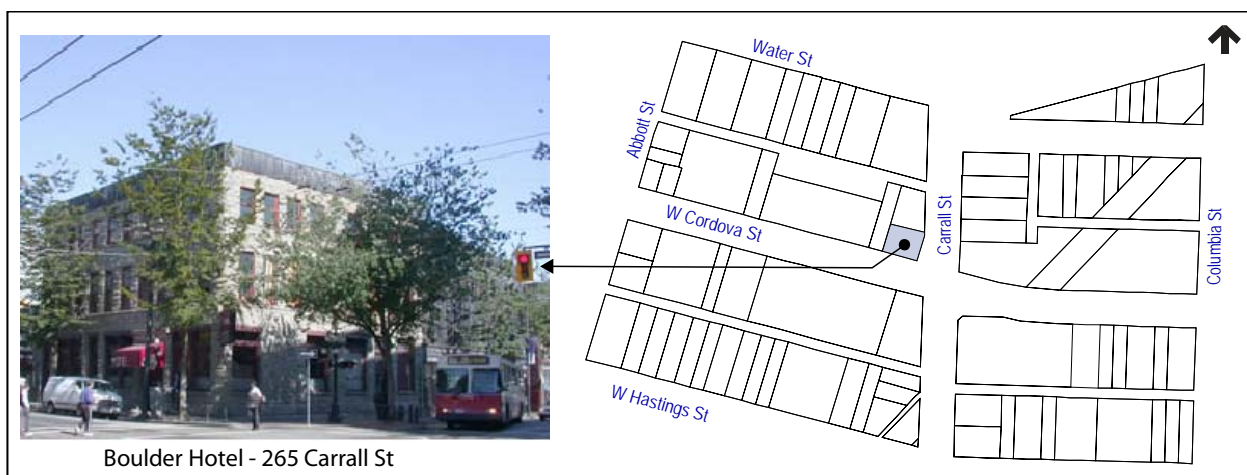 Water St
Abbott St
W Cordova St
Carrall St
Columbia St
W Hastings St
Boulder Hotel - 265 Carrall St